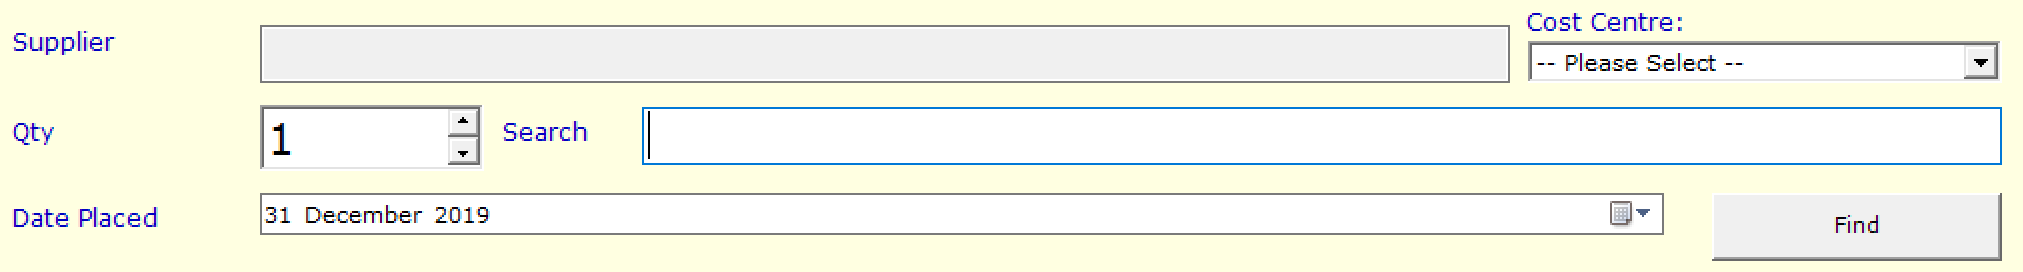 Supplier
Cost Centre:
-- Please Select --
Qty
1
Search
Date Placed
31 December 2019
Find